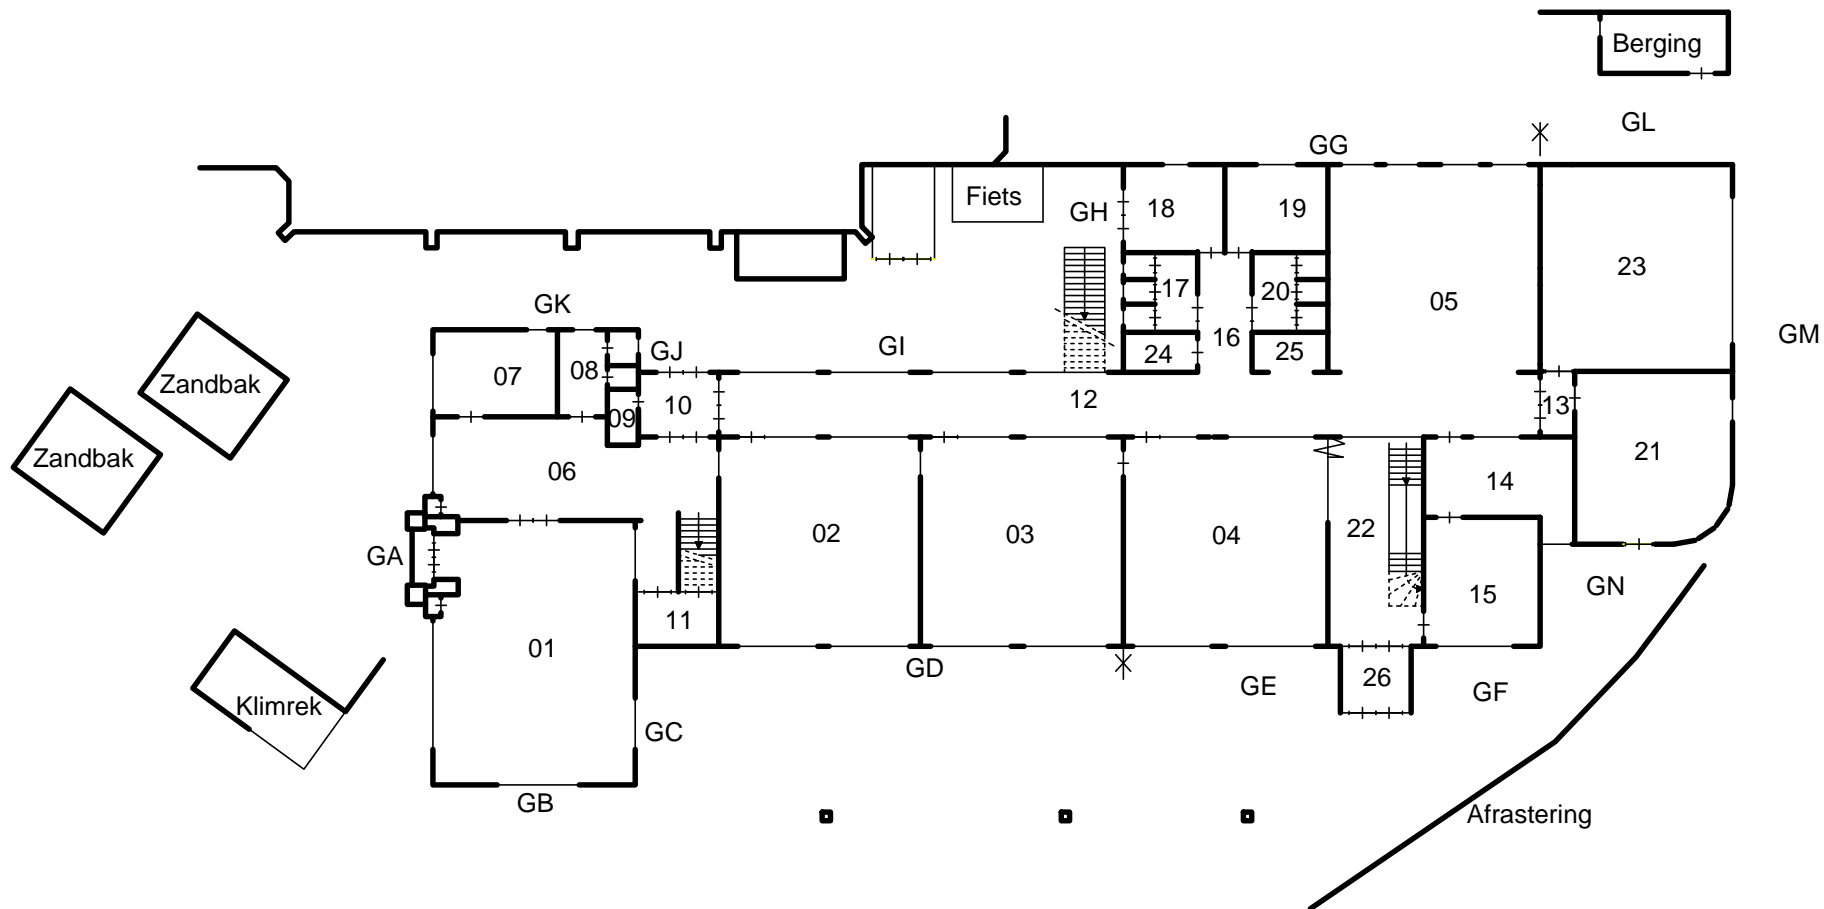 Berging
GL
GG
Fiets
GH
18
19
23
17
20
05
GK
GM
GI
16
GJ
24
25
08
07
Zandbak
12
10
13
09
Zandbak
06
21
14
02
03
04
22
GA
GN
15
11
01
GD
26
GE
GF
Klimrek
GC
GB
Afrastering